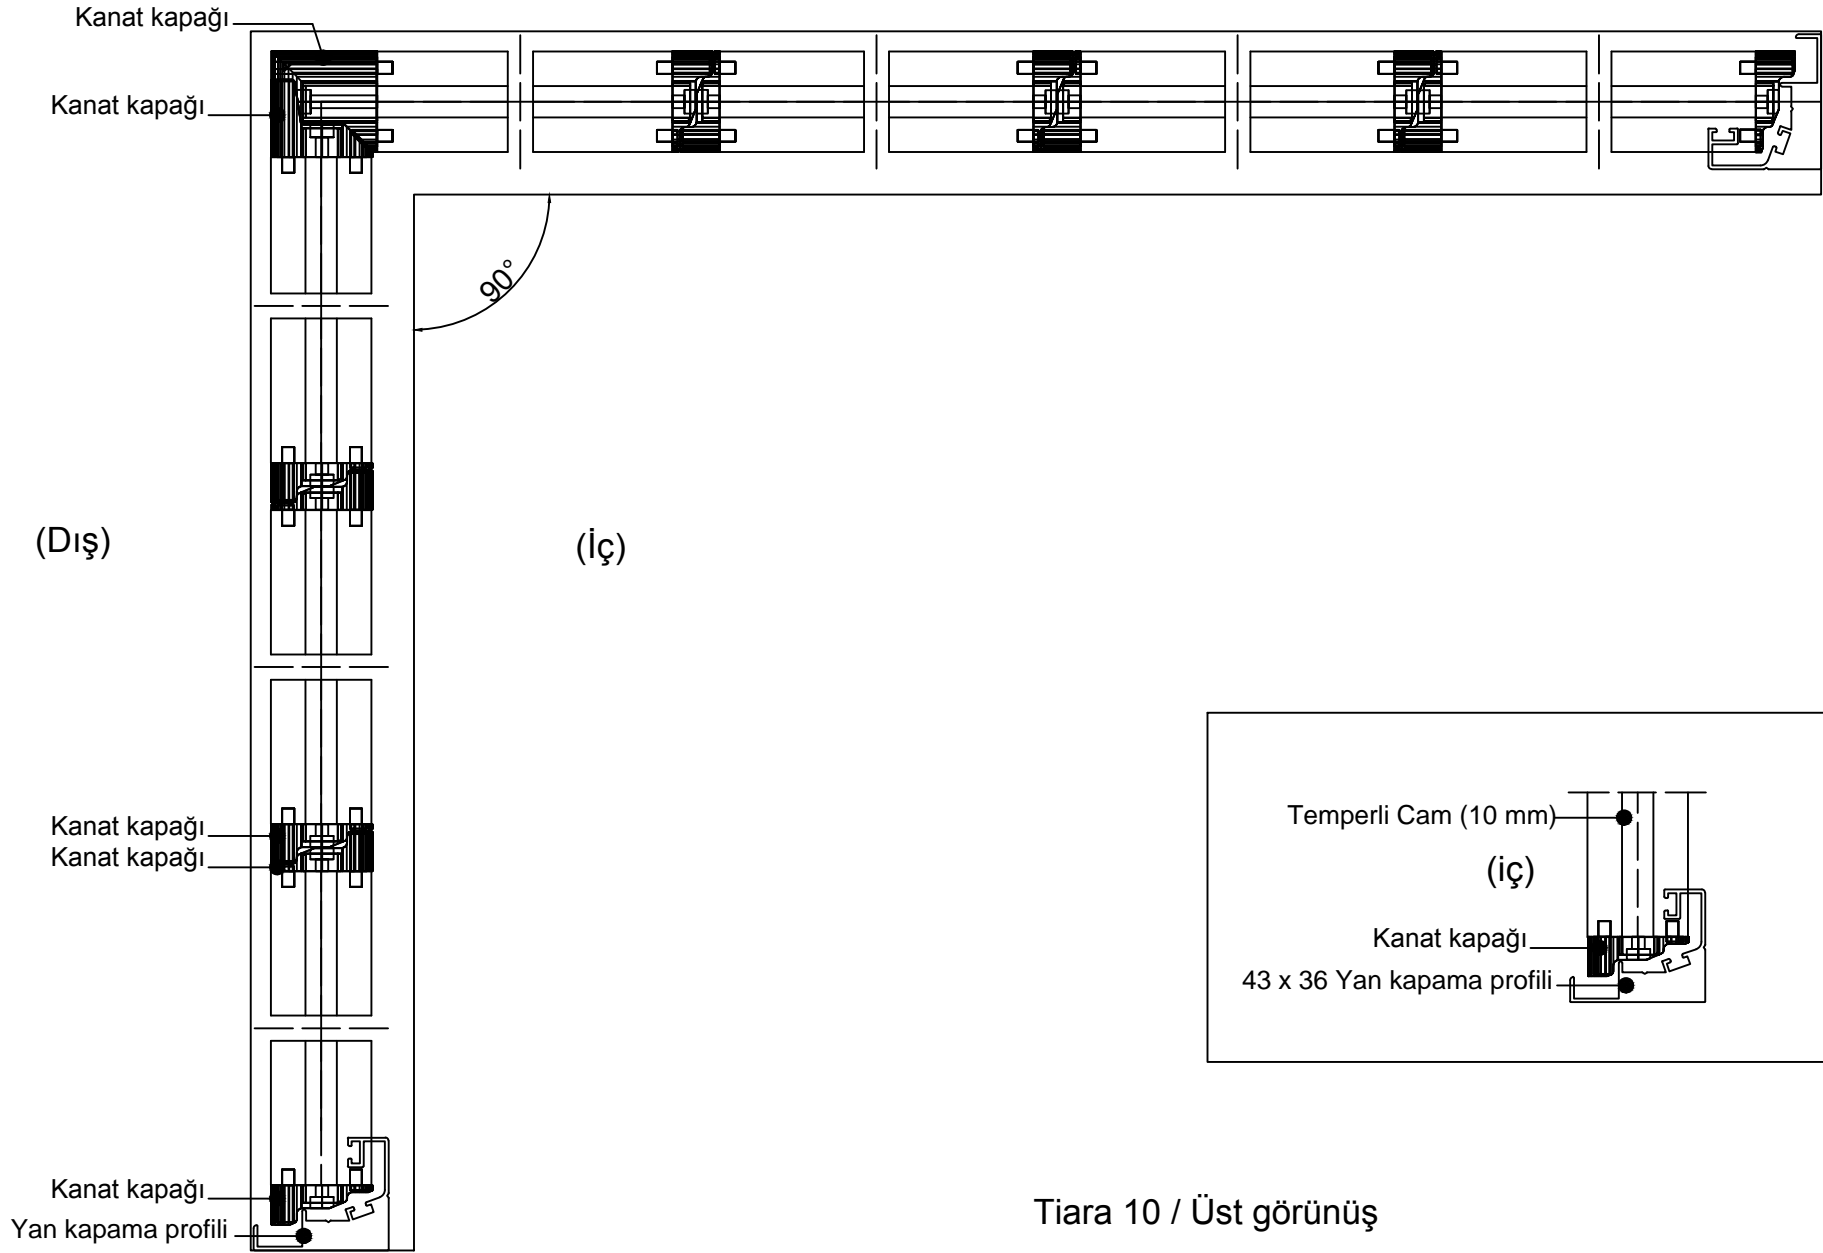 Kanat kapağı
Kanat kapağı
90°
(Dış)
(İç)
Temperli Cam (10 mm)
(iç)
Kanat kapağı
43 x 36 Yan kapama profili
Kanat kapağı
Kanat kapağı
Kanat kapağı
Yan kapama profili
Tiara 10 / Üst görünüş